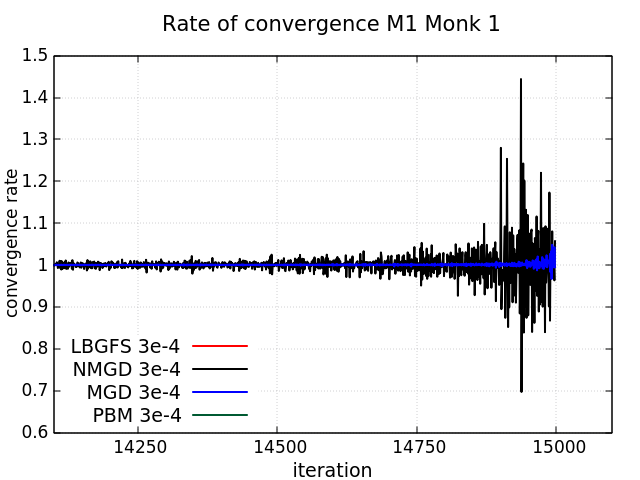 Rate of convergence M1 Monk 1
convergence rate
1.5
1.4
1.3
1.2
1.1
1
0.9
0.8
0.7
0.6
LBGFS 3e-4
NMGD 3e-4
MGD 3e-4
PBM 3e-4
14250 14500 14750 15000
iteration